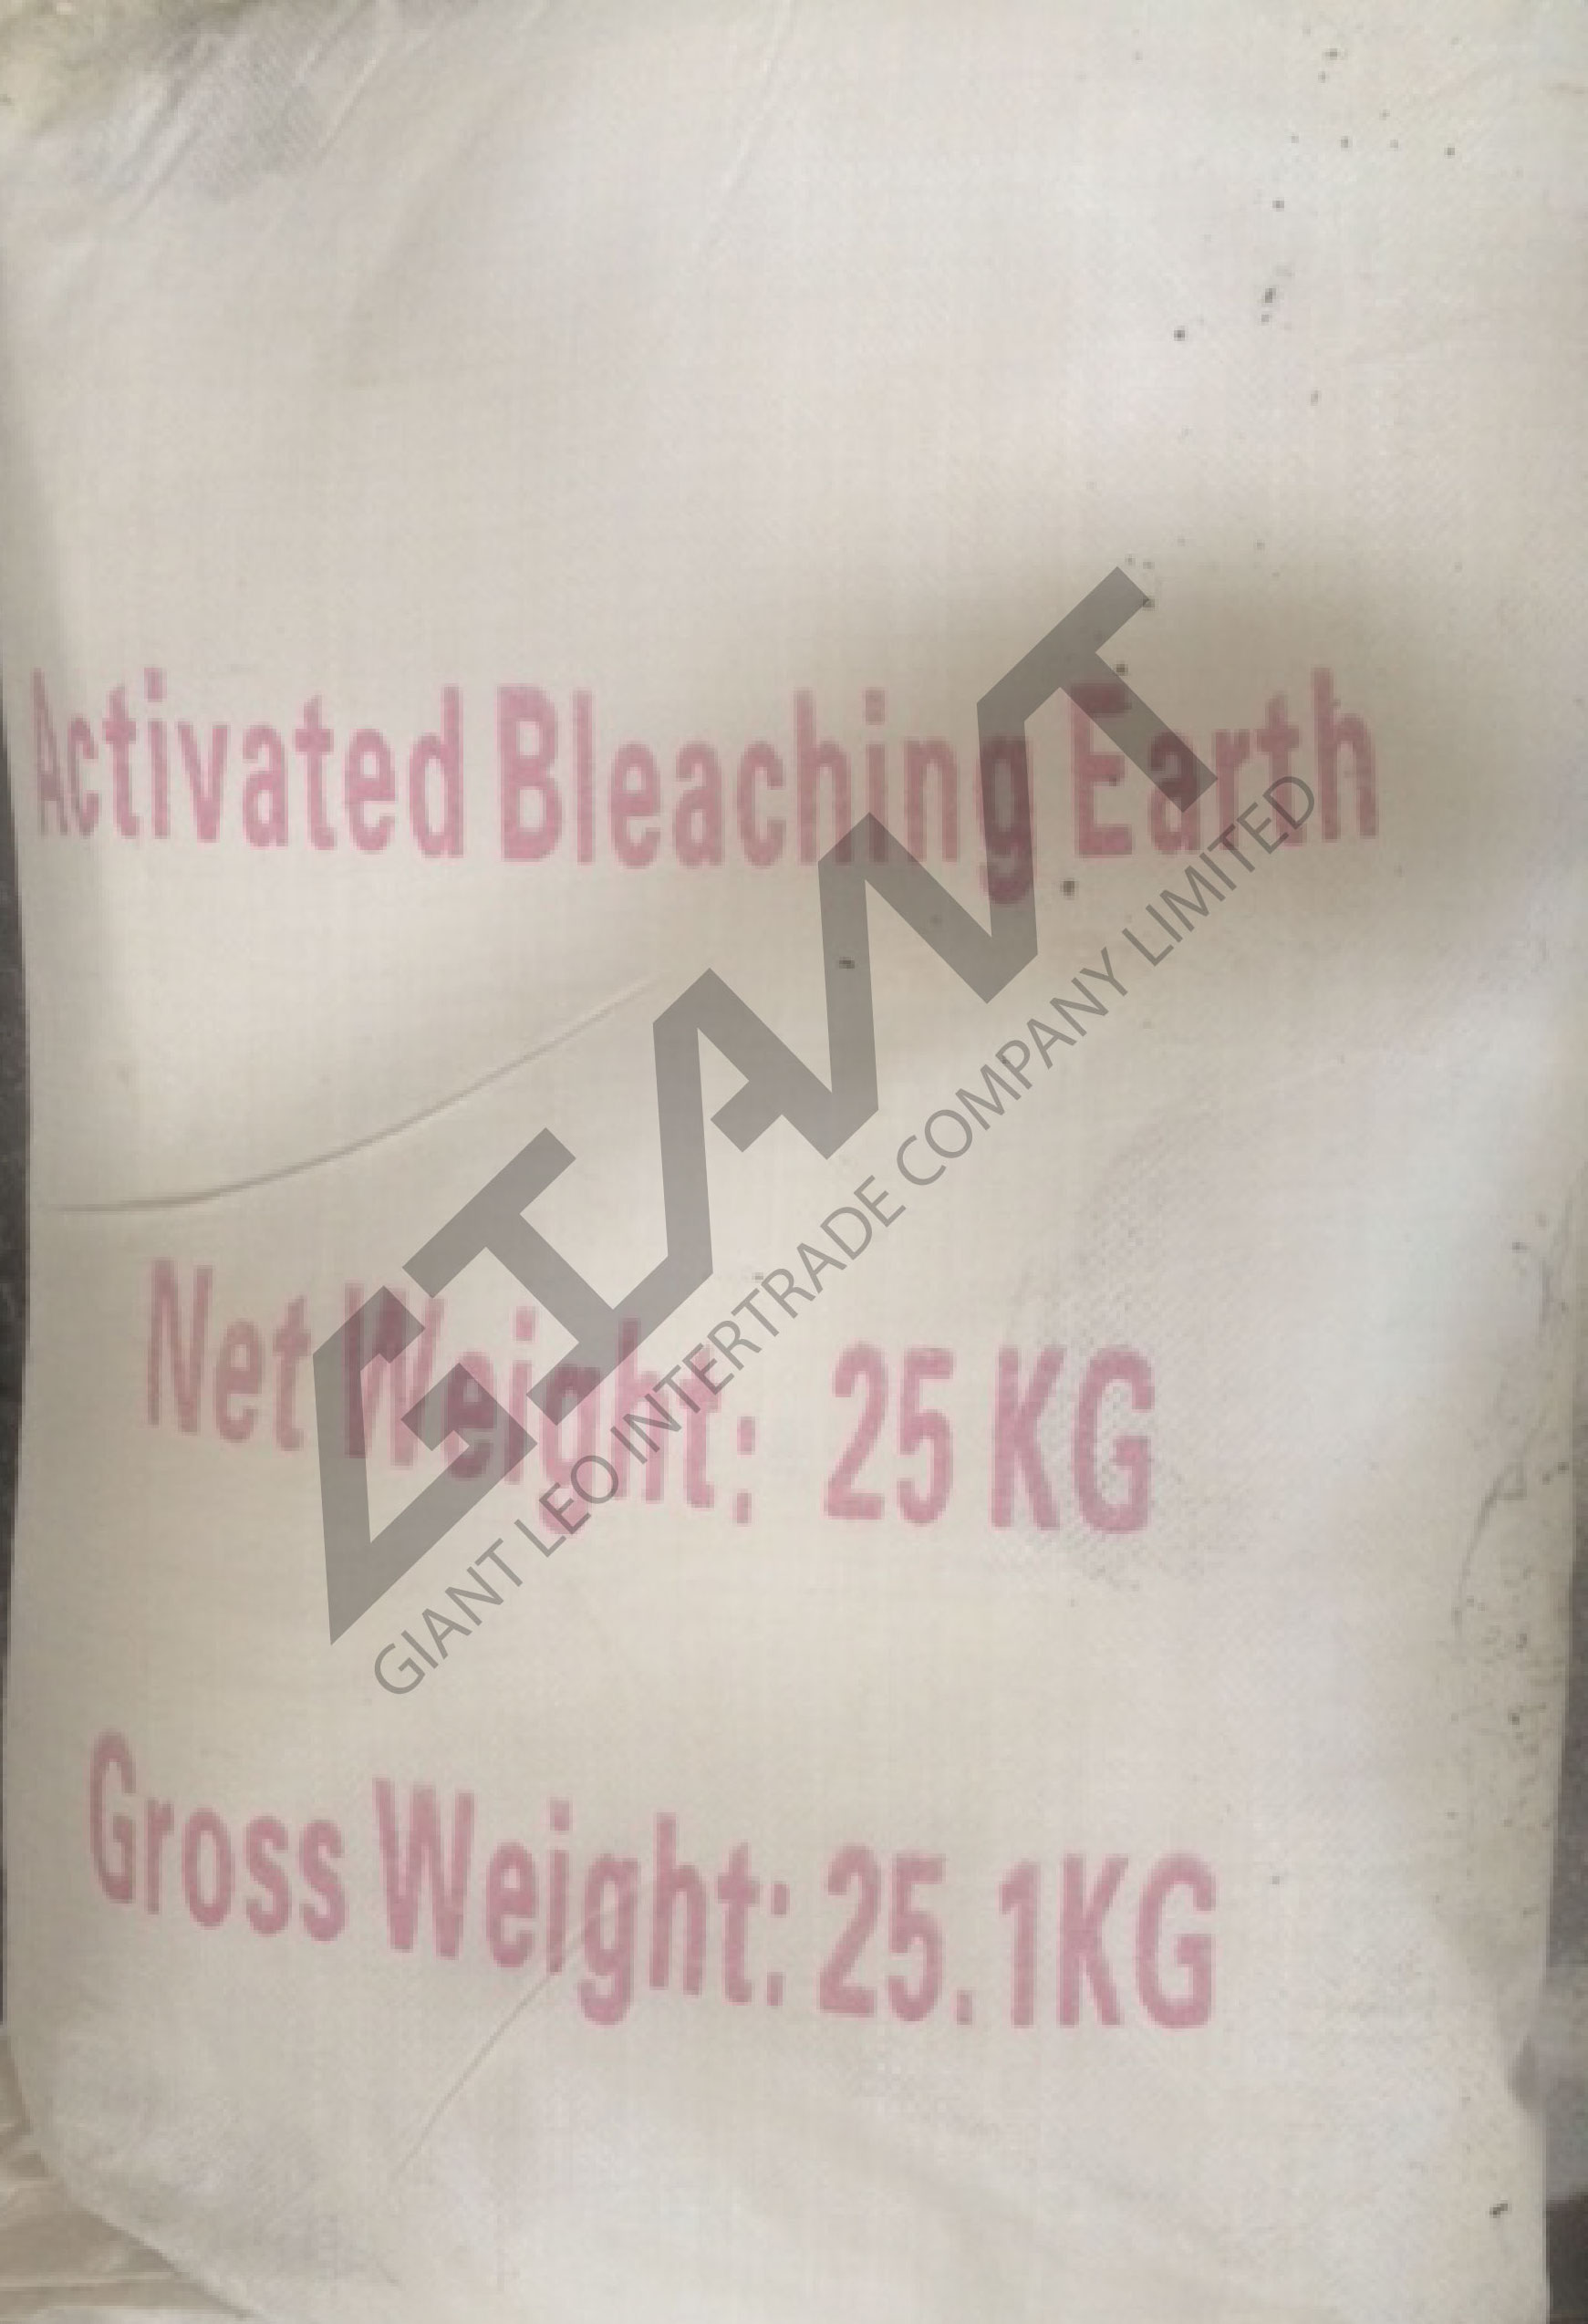 Activated Bleaching Earth
GIANT
GIANT LEO INTERTRADE COMPANY LIMITED
Net Weight: 25 KG
Gross Weight: 25.1KG